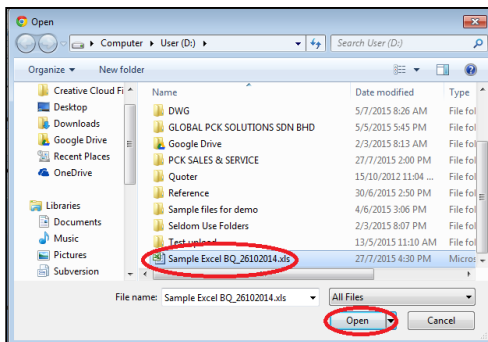 Open
Computer ▸ User (D:) ▸
Search User (D:)
Organize
New folder
Creative Cloud Fi
Desktop
Downloads
Google Drive
Recent Places
OneDrive
Libraries
Documents
Music
Pictures
Subversion
Name Date modified Type
DWG 5/7/2015 8:26 AM File fol
GLOBAL PCK SOLUTIONS SDN BHD 5/5/2015 5:45 PM File fol
Google Drive 2/3/2015 8:13 AM File fol
PCK SALES & SERVICE 27/7/2015 2:00 PM File fol
Quoter 15/10/2012 11:04 ... File fol
Reference 30/6/2015 2:50 PM File fol
Sample files for demo 4/6/2015 3:06 PM File fol
Seldom Use Folders 2/3/2015 8:07 PM File fol
Test upload 13/5/2015 11:10 AM File fol
Sample Excel BQ_26102014.xls 27/7/2015 4:30 PM Micros
File name: Sample Excel BQ_26102014.xls All Files
Open Cancel